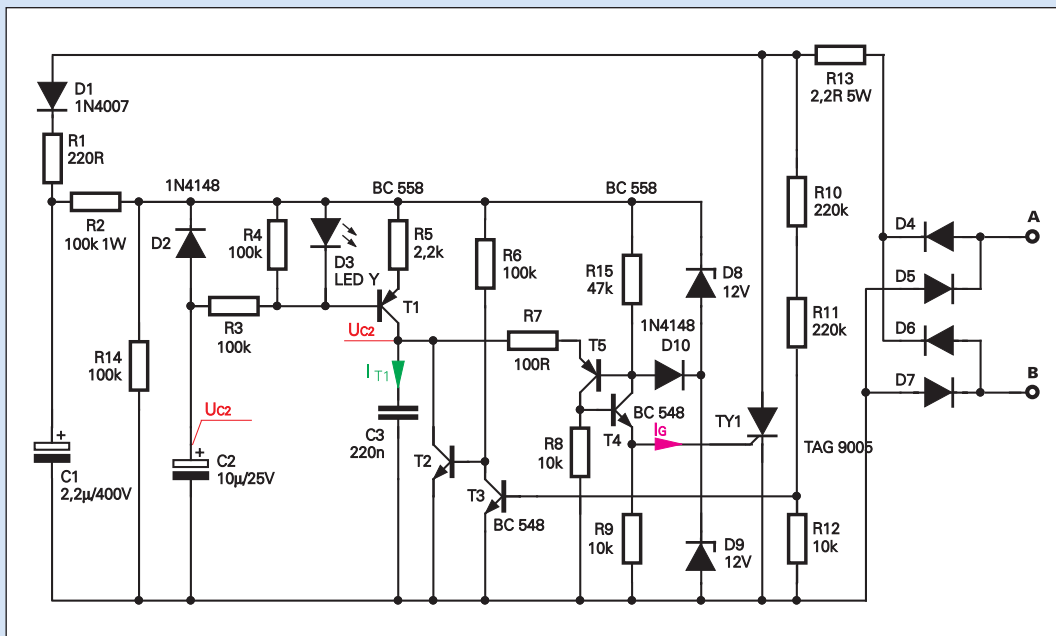 D1
1N4007
R1
220R
R13
2,2R 5W
1N4148
BC 558
BC 558
R2
100k 1W
D2
R4
100k
D3
LED Y
R5
2,2k
R6
100k
R15
47k
D8
12V
R10
220k
D4
A
D5
R3
100k
T1
UC2
R7
100R
T5
1N4148
D10
R11
220k
D6
D7
B
R14
100k
IT1
UC2
C3
220n
T2
T3
BC 548
R8
10k
T4
BC 548
IG
TY1
TAG 9005
+
C1
2,2µ/400V
+
C2
10µ/25V
R9
10k
D9
12V
R12
10k